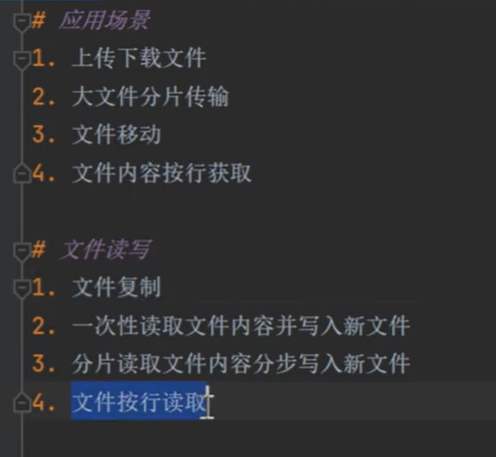 # 应用场景
1. 上传下载文件
2. 大文件分片传输
3. 文件移动
4. 文件内容按行获取
# 文件读写
1. 文件复制
2. 一次性读取文件内容并写入新文件
3. 分片读取文件内容分步写入新文件
4. 文件按行读取